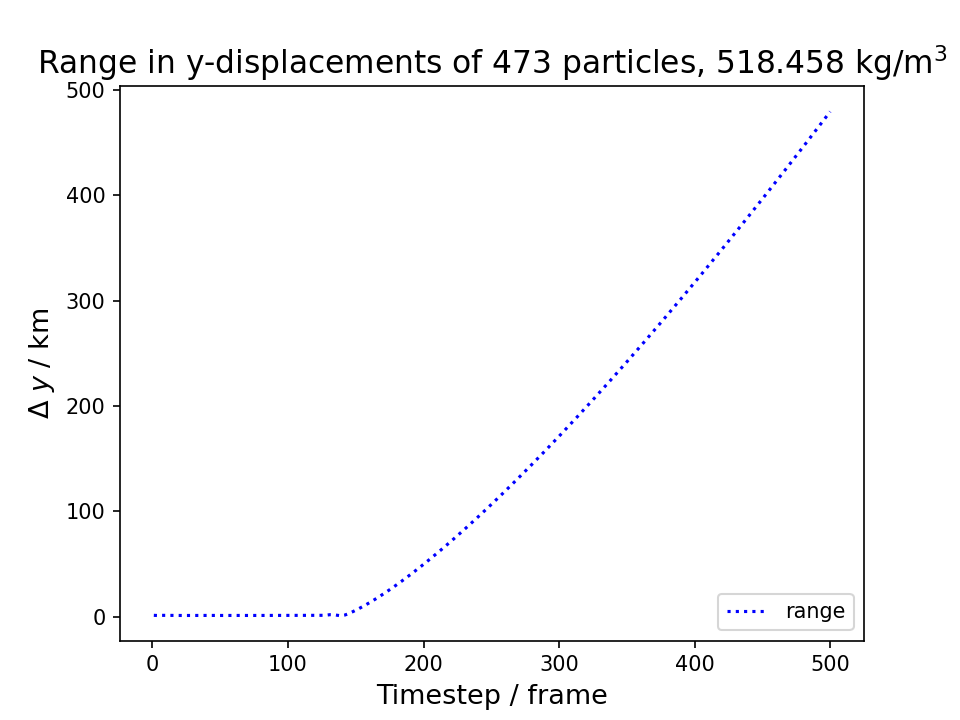 Range in y-displacements of 473 particles, 518.458 kg/m³
500
400
300
200
100
0
Δ y / km
0 100 200 300 400 500
Timestep / frame
range